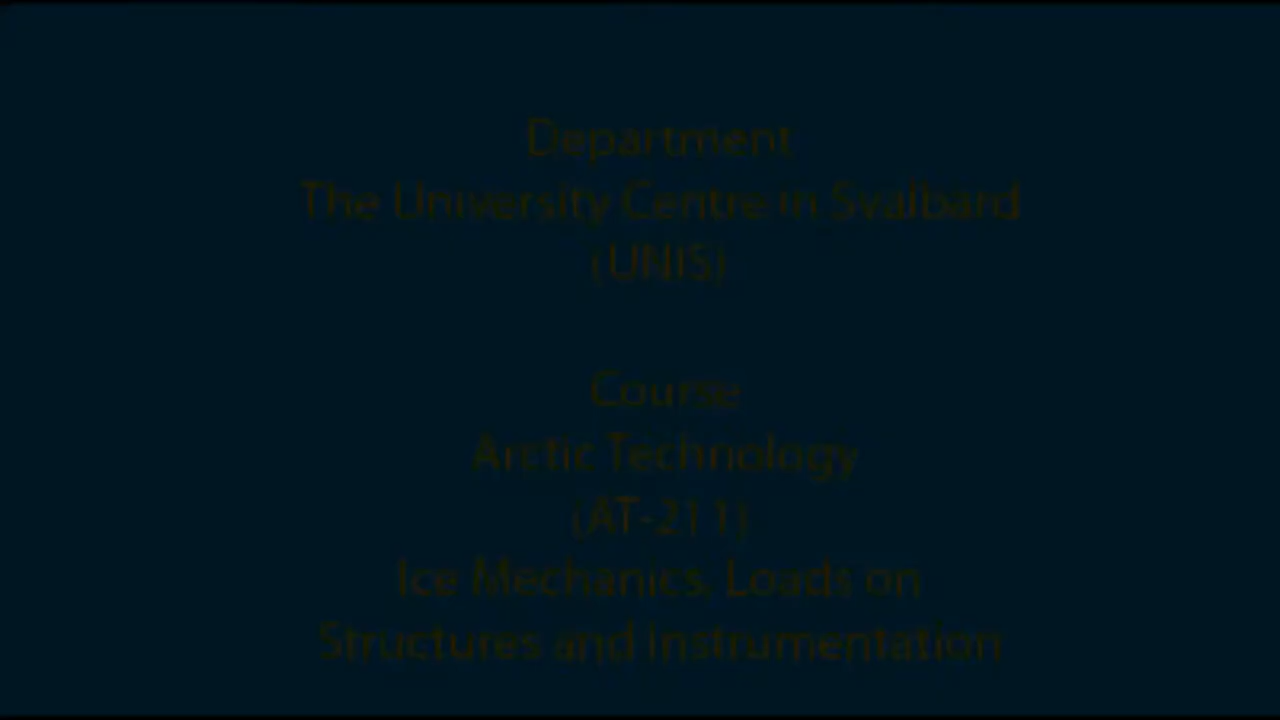 Department
The University Centre in Svalbard
(UNIS)
Course
Arctic Technology
(AT-211)
Ice Mechanics, Loads on
Structures and Instrumentation